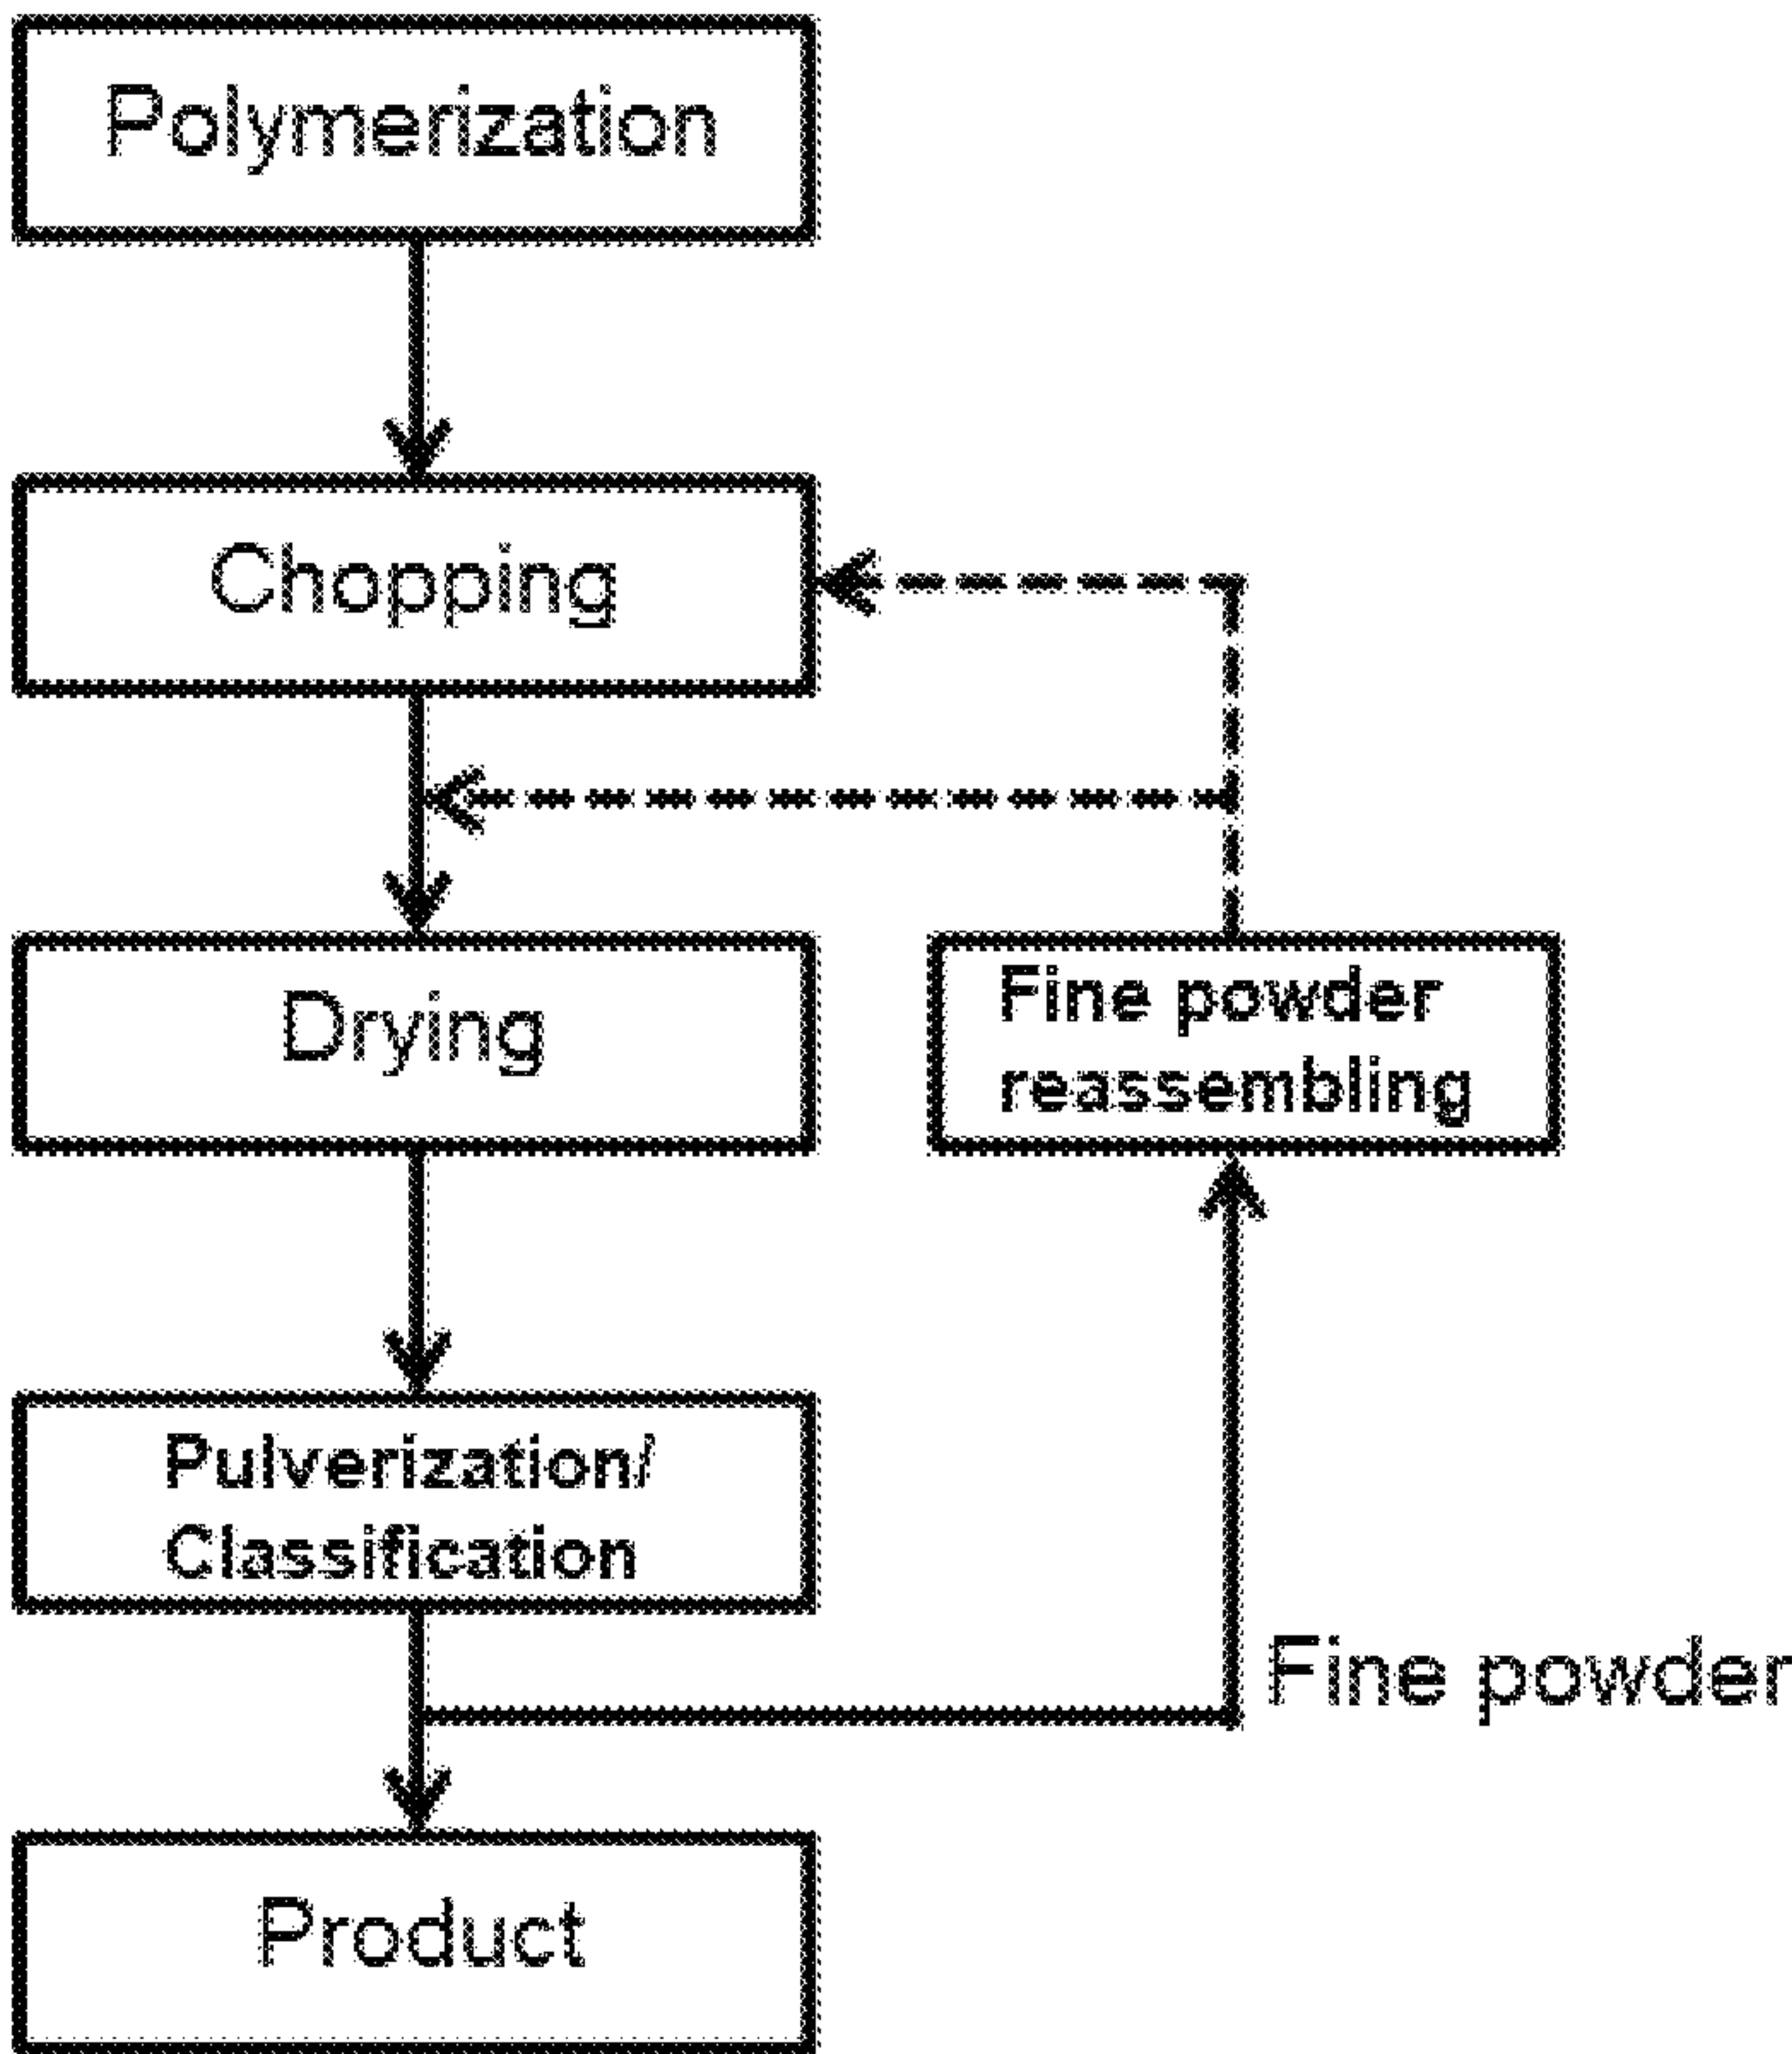 Polymerization
Chopping
Drying
Fine powder
reassembling
Pulverization/
Classification
Fine powder
Product